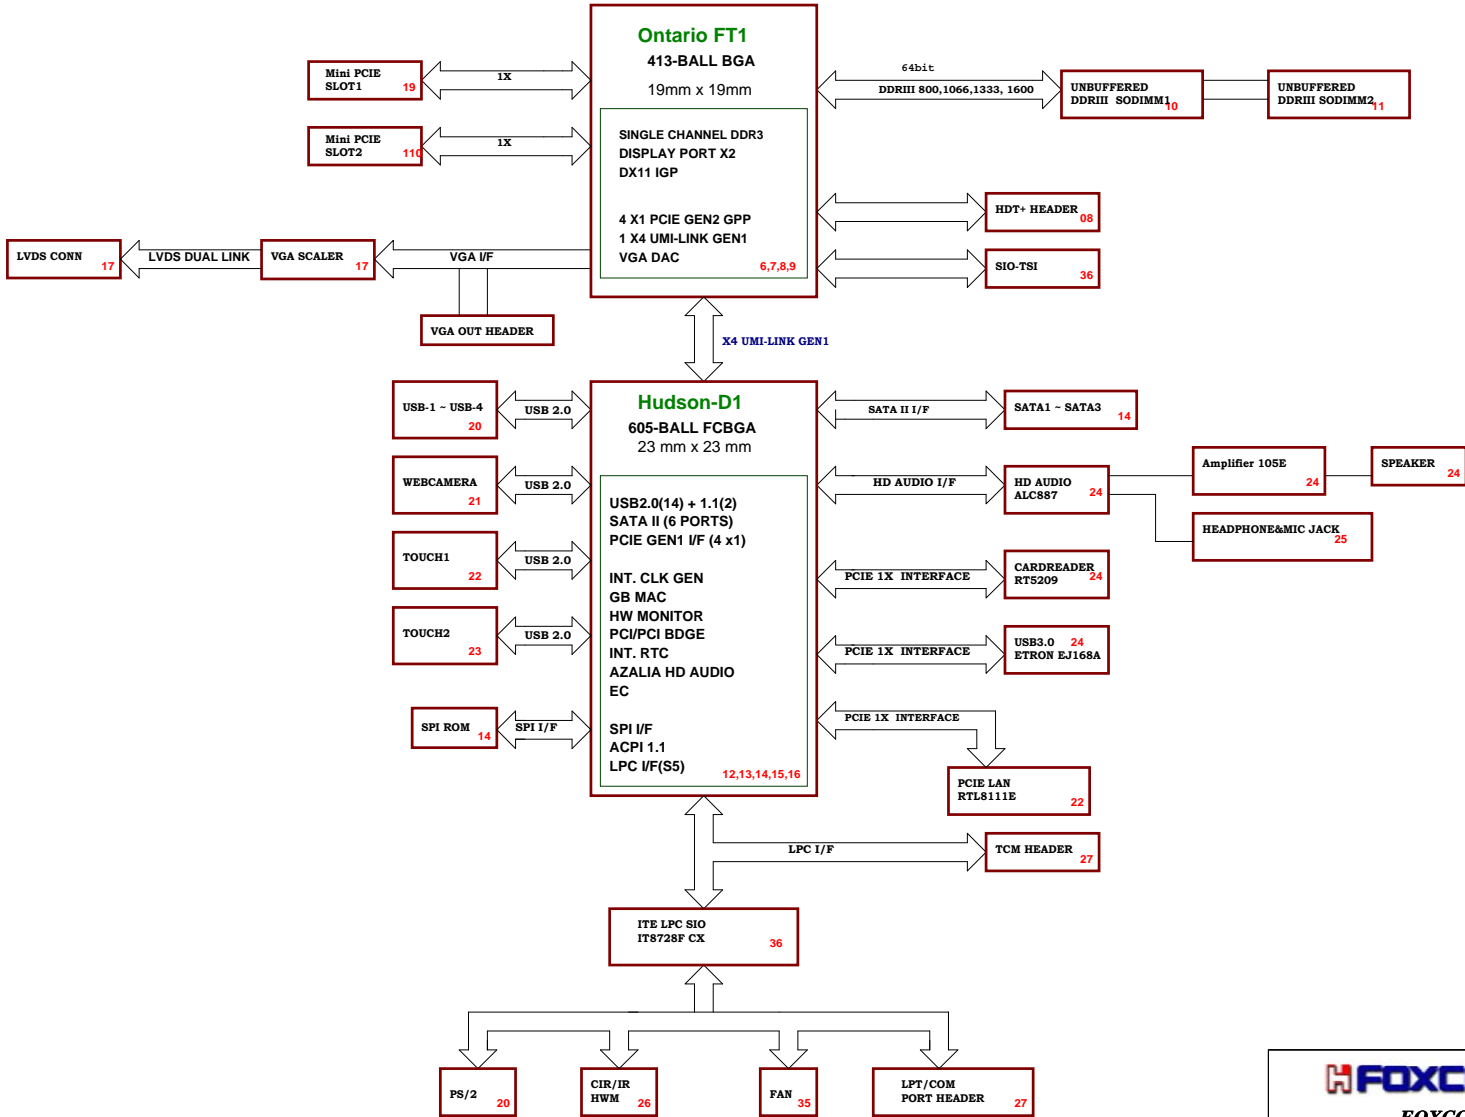 Ontario FT1
413-BALL BGA
19mm x 19mm
SINGLE CHANNEL DDR3
DISPLAY PORT X2
DX11 IGP
4 X1 PCIE GEN2 GPP
1 X4 UMI-LINK GEN1
VGA DAC
6,7,8,9
Mini PCIE
SLOT1
19
1X
Mini PCIE
SLOT2
110
1X
64bit
DDRIII 800,1066,1333, 1600
UNBUFFERED
DDRIII SODIMM1
10
UNBUFFERED
DDRIII SODIMM2
11
HDT+ HEADER
08
SIO-TSI
36
LVDS CONN
17
LVDS DUAL LINK
VGA SCALER
17
VGA I/F
VGA OUT HEADER
X4 UMI-LINK GEN1
Hudson-D1
605-BALL FCBGA
23 mm x 23 mm
USB2.0(14) + 1.1(2)
SATA II (6 PORTS)
PCIE GEN1 I/F (4 x1)
INT. CLK GEN
GB MAC
HW MONITOR
PCI/PCI BDGE
INT. RTC
AZALIA HD AUDIO
EC
SPI I/F
ACPI 1.1
LPC I/F(S5)
12,13,14,15,16
USB-1 ~ USB-4
20
USB 2.0
WEBCAMERA
21
USB 2.0
TOUCH1
22
USB 2.0
TOUCH2
23
USB 2.0
SPI ROM
14
SPI I/F
SATA II I/F
SATA1 ~ SATA3
14
HD AUDIO I/F
HD AUDIO
ALC887
24
Amplifier 105E
24
SPEAKER
24
HEADPHONE&MIC JACK
25
PCIE 1X INTERFACE
CARDREADER
RT5209
24
PCIE 1X INTERFACE
USB3.0
ETRON EJ168A
24
PCIE 1X INTERFACE
PCIE LAN
RTL8111E
22
LPC I/F
TCM HEADER
27
ITE LPC SIO
IT8728F CX
36
PS/2
20
CIR/IR
HWM
26
FAN
35
LPT/COM
PORT HEADER
27
FOXC
FOXCO